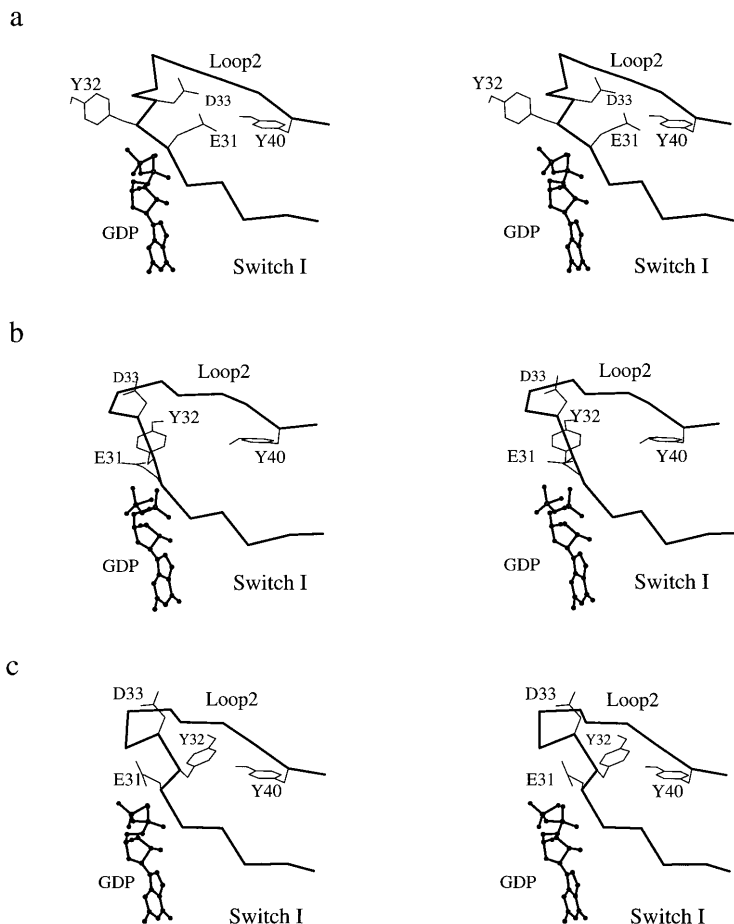 a
Loop2 Loop2
Y32 Y32
D33 D33
E31 Y40 E31 Y40
GDP GDP
Switch I Switch I
b
D33 Loop2 D33 Loop2
Y32 Y32
E31 Y40 E31 Y40
GDP GDP
Switch I Switch I
c
D33 Loop2 D33 Loop2
Y32 Y32
E31 Y40 E31 Y40
GDP GDP
Switch I Switch I